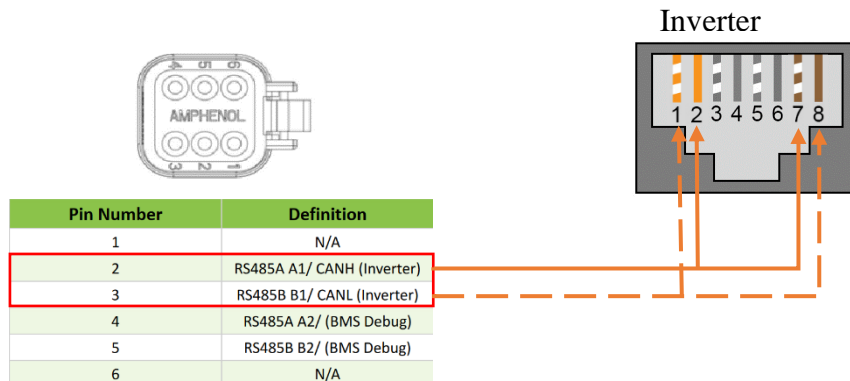 Inverter
4 5 6
AMPHENOL
3 2 1
1 2 3 4 5 6 7 8
Pin Number Definition
1 N/A
2 RS485A A1/ CANH (Inverter)
3 RS485B B1/ CANL (Inverter)
4 RS485A A2/ (BMS Debug)
5 RS485B B2/ (BMS Debug)
6 N/A